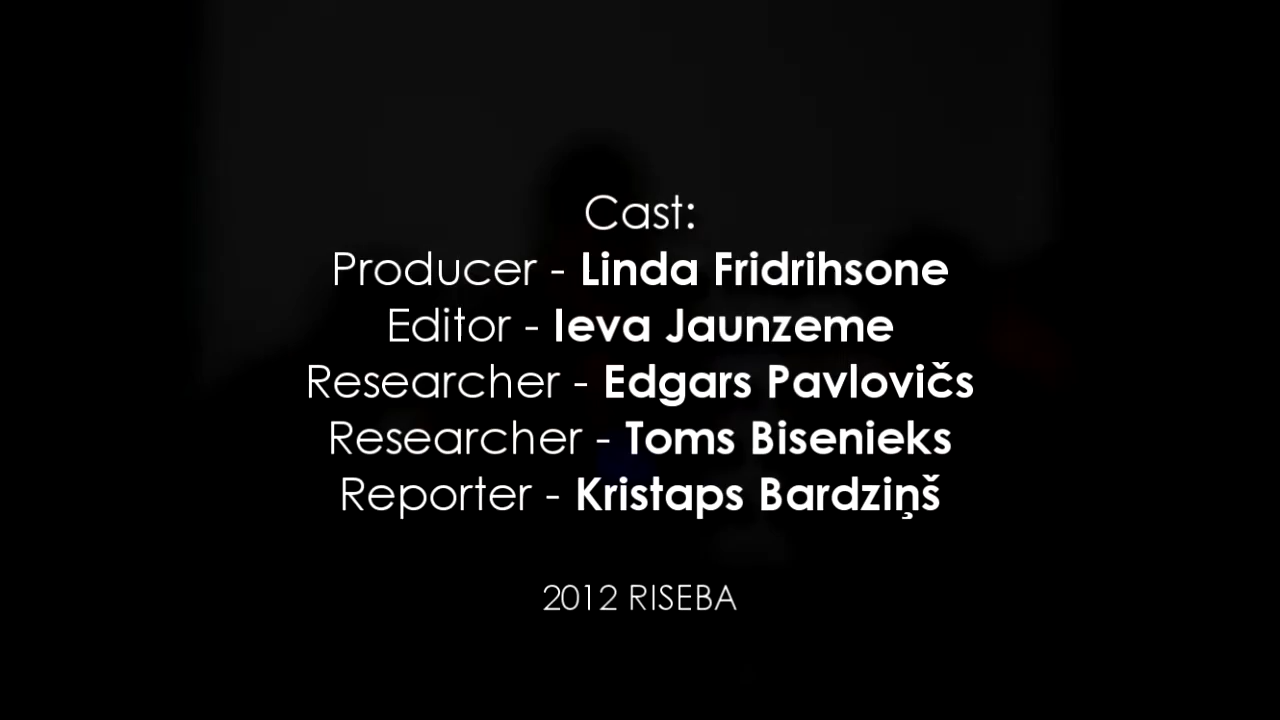 Cast:
Producer - Linda Fridrihsone
Editor - Ieva Jaunzeme
Researcher - Edgars Pavlovičs
Researcher - Toms Bisenieks
Reporter - Kristaps Bardziņš
2012 RISEBA